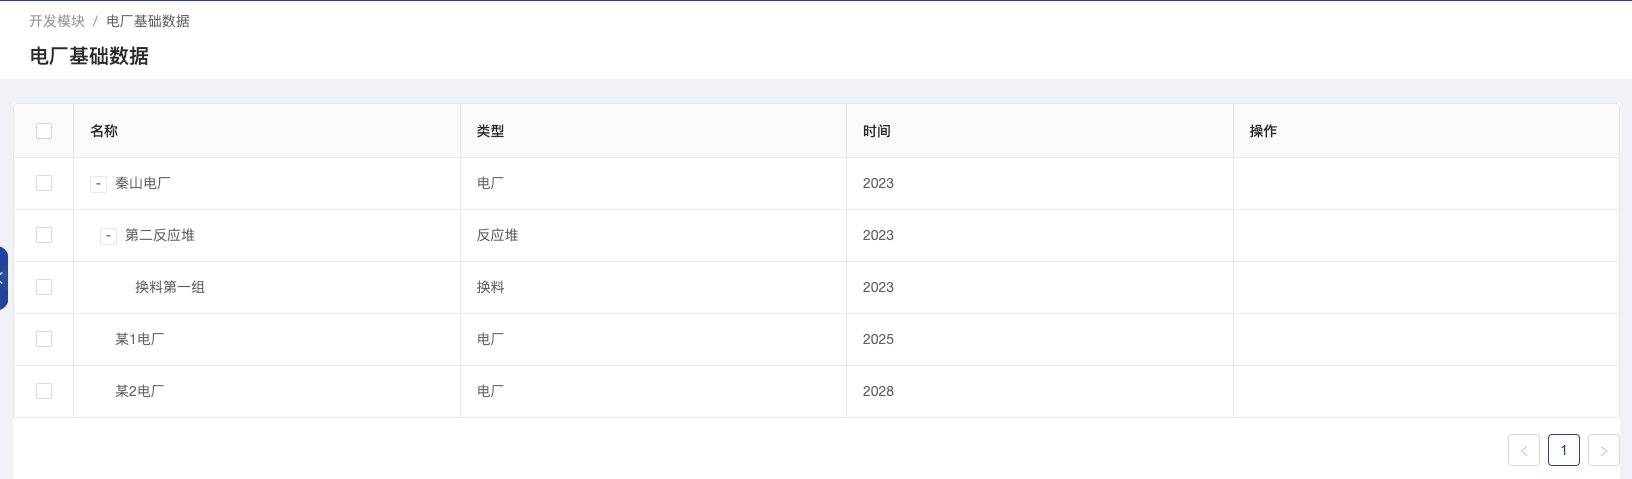 开发模块 / 电厂基础数据
电厂基础数据
名称 类型 时间 操作
- 秦山电厂 电厂 2023
- 第二反应堆 反应堆 2023
换料第一组 换料 2023
某1电厂 电厂 2025
某2电厂 电厂 2028
< 1 >